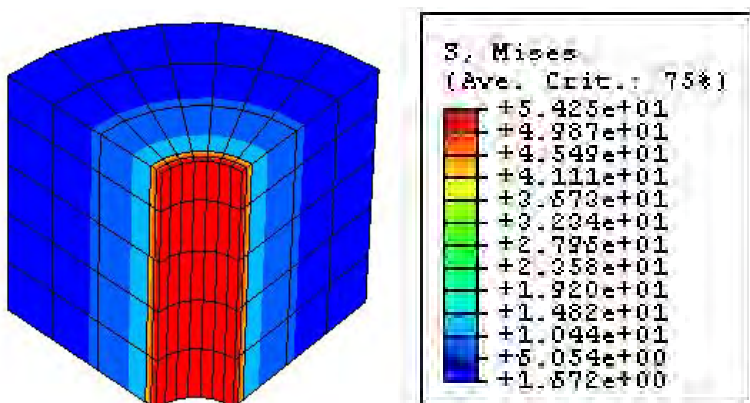 S, Mises
(Ave. Crit.: 75%)
+5.425e+01
+4.987e+01
+4.549e+01
+4.111e+01
+3.673e+01
+3.234e+01
+2.796e+01
+2.358e+01
+1.920e+01
+1.482e+01
+1.044e+01
+6.054e+00
+1.672e+00